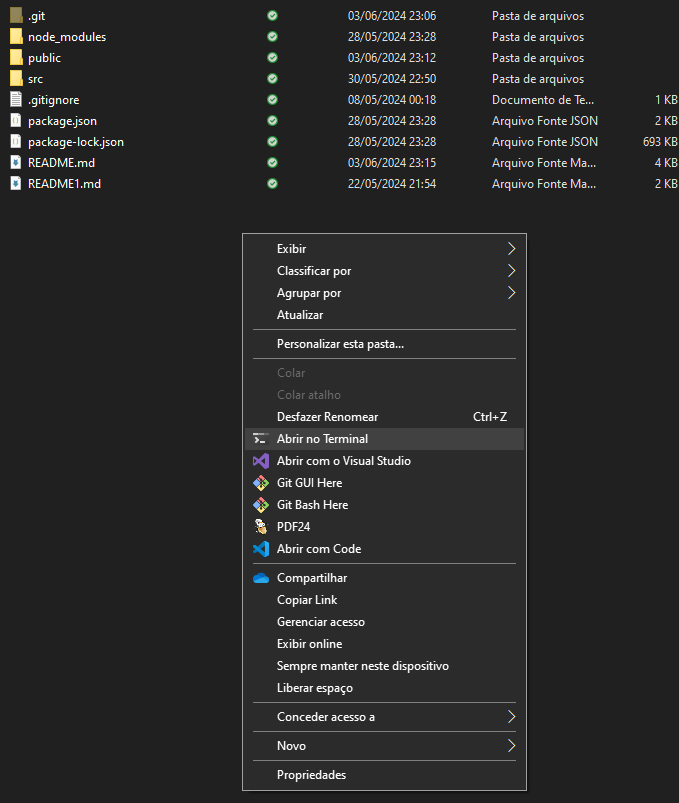 .git 03/06/2024 23:06 Pasta de arquivos
node_modules 28/05/2024 23:28 Pasta de arquivos
public 03/06/2024 23:12 Pasta de arquivos
src 30/05/2024 22:50 Pasta de arquivos
.gitignore 08/05/2024 00:18 Documento de Te... 1 KB
package.json 28/05/2024 23:28 Arquivo Fonte JSON 2 KB
package-lock.json 28/05/2024 23:28 Arquivo Fonte JSON 693 KB
README.md 03/06/2024 23:15 Arquivo Fonte Ma... 4 KB
README1.md 22/05/2024 21:54 Arquivo Fonte Ma... 2 KB
Exibir
Classificar por
Agrupar por
Atualizar
Personalizar esta pasta...
Colar
Colar atalho
Desfazer Renomear Ctrl+Z
Abrir no Terminal
Abrir com o Visual Studio
Git GUI Here
Git Bash Here
PDF24
Abrir com Code
Compartilhar
Copiar Link
Gerenciar acesso
Exibir online
Sempre manter neste dispositivo
Liberar espaço
Conceder acesso a
Novo
Propriedades